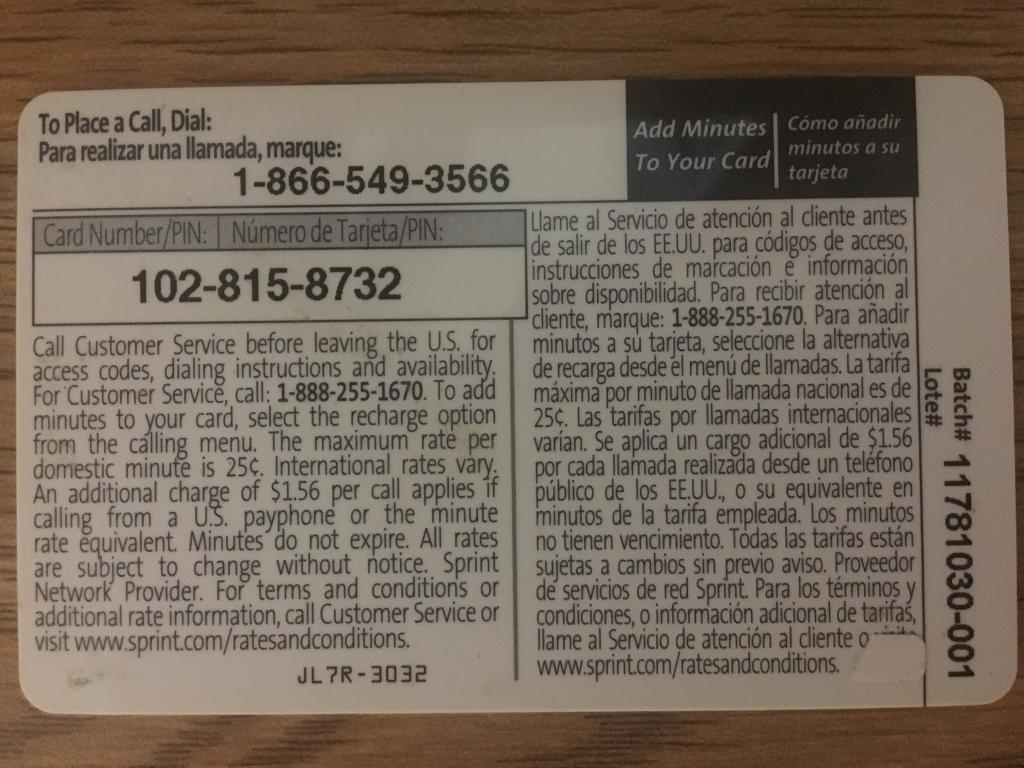 To Place a Call, Dial:
Para realizar una llamada, marque:
1-866-549-3566
Add Minutes
To Your Card
Cómo añadir
minutos a su
tarjeta
Card Number/PIN: Número de Tarjeta/PIN:
102-815-8732
Call Customer Service before leaving the U.S. for
access codes, dialing instructions and availability.
For Customer Service, call: 1-888-255-1670. To add
minutes to your card, select the recharge option
from the calling menu. The maximum rate per
domestic minute is 25¢. International rates vary.
An additional charge of $1.56 per call applies if
calling from a U.S. payphone or the minute
rate equivalent. Minutes do not expire. All rates
are subject to change without notice. Sprint
Network Provider. For terms and conditions or
additional rate information, call Customer Service or
visit www.sprint.com/ratesandconditions.
JL7R-3032
Llame al Servicio de atención al cliente antes
de salir de los EE.UU. para códigos de acceso,
instrucciones de marcación e información
sobre disponibilidad. Para recibir atención al
cliente, marque: 1-888-255-1670. Para añadir
minutos a su tarjeta, seleccione la alternativa
de recarga desde el menú de llamadas. La tarifa
máxima por minuto de llamada nacional es de
25¢. Las tarifas por llamadas internacionales
varían. Se aplica un cargo adicional de $1.56
por cada llamada realizada desde un teléfono
público de los EE.UU., o su equivalente en
minutos de la tarifa empleada. Los minutos
no tienen vencimiento. Todas las tarifas están
sujetas a cambios sin previo aviso. Proveedor
de servicios de red Sprint. Para los términos y
condiciones, o información adicional de tarifas,
llame al Servicio de atención al cliente o
www.sprint.com/ratesandconditions.
Batch# 11781030-001
Lote#